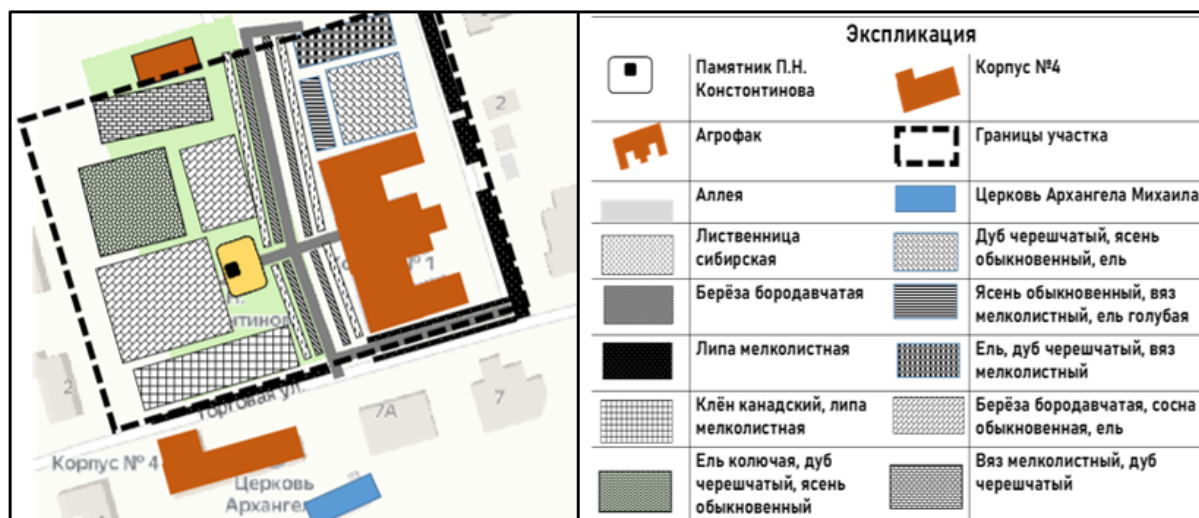 2
№ 1
нтинов
2
Торговая ул.
7А
7
Корпус № 4
Церковь
Архангел
Экспликация
Памятник П.Н.
Констонтинова
Корпус №4
Агрофак
Границы участка
Аллея
Церковь Архангела Михаила
Лиственница
сибирская
Дуб черешчатый, ясень
обыкновенный, ель
Берёза бородавчатая
Ясень обыкновенный, вяз
мелколистный, ель голубая
Липа мелколистная
Ель, дуб черешчатый, вяз
мелколистный
Клён канадский, липа
мелколистная
Берёза бородавчатая, сосна
обыкновенная, ель
Ель колючая, дуб
черешчатый, ясень
обыкновенный
Вяз мелколистный, дуб
черешчатый